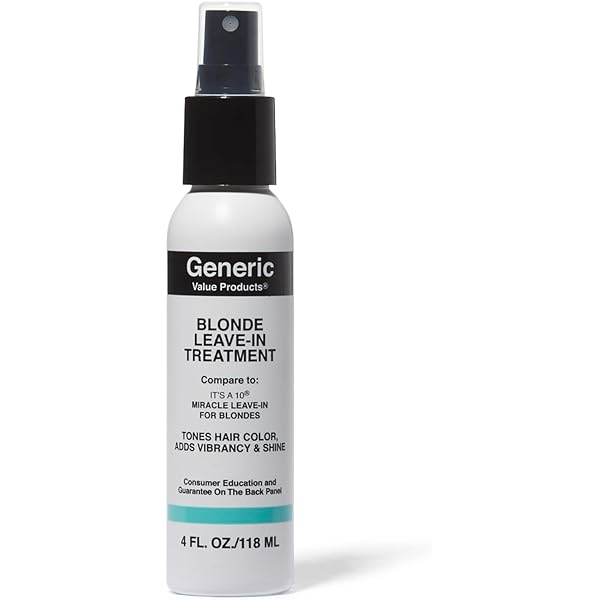 Generic
Value Products®
BLONDE
LEAVE-IN
TREATMENT
Compare to:
IT'S A 10®
MIRACLE LEAVE-IN
FOR BLONDES
TONES HAIR COLOR,
ADDS VIBRANCY & SHINE
Consumer Education and
Guarantee On The Back Panel
4 FL. OZ./118 ML